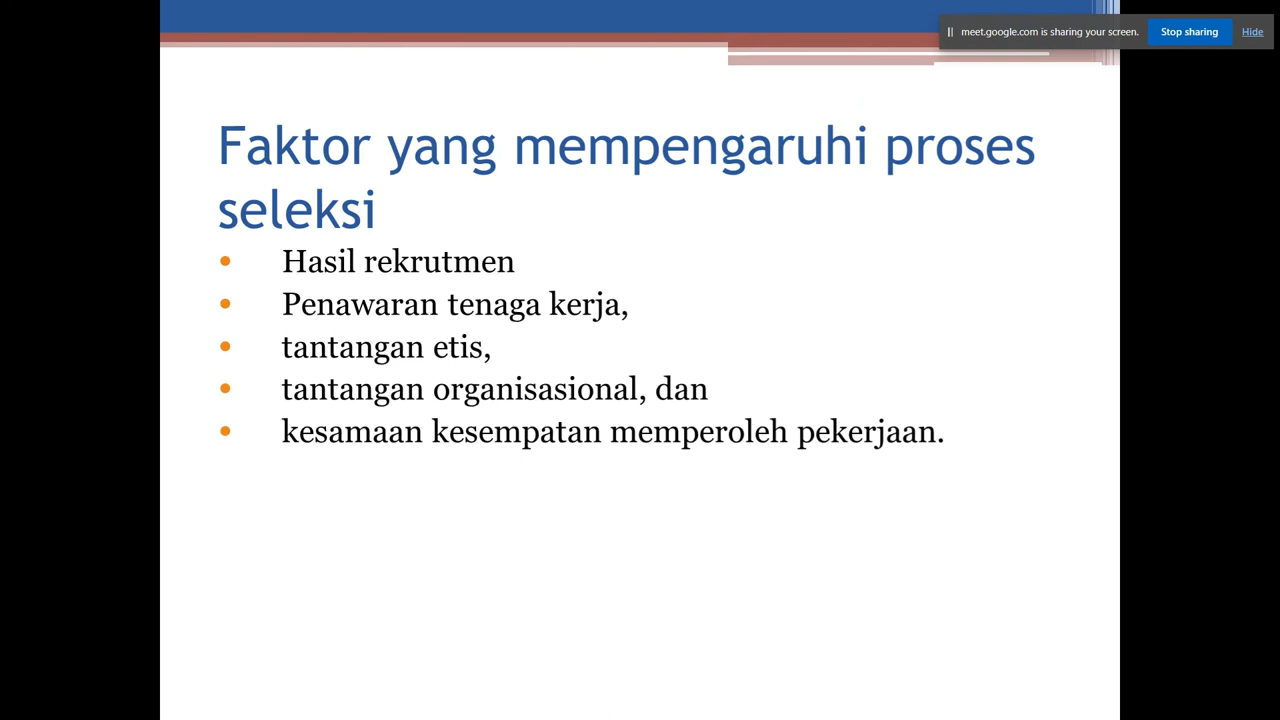 meet.google.com is sharing your screen. Stop sharing Hide
Faktor yang mempengaruhi proses
seleksi
• Hasil rekrutmen
• Penawaran tenaga kerja,
• tantangan etis,
• tantangan organisasional, dan
• kesamaan kesempatan memperoleh pekerjaan.